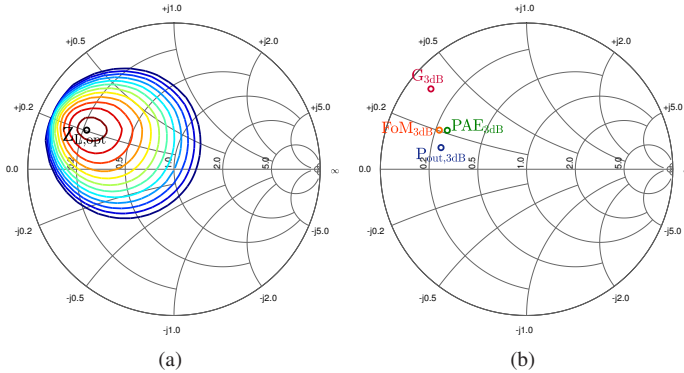 +j1.0
+j0.5
+j2.0
+j0.2
+j5.0
Z_L,opt
0.0
0.2
0.5
1.0
2.0
5.0
∞
-j0.2
-j5.0
-j0.5
-j2.0
-j1.0
(a)
+j1.0
+j0.5
+j2.0
G_3dB
+j0.2
+j5.0
FoM_3dB
PAE_3dB
P_out,3dB
0.0
0.2
0.5
1.0
2.0
5.0
-j0.2
-j5.0
-j0.5
-j2.0
-j1.0
(b)